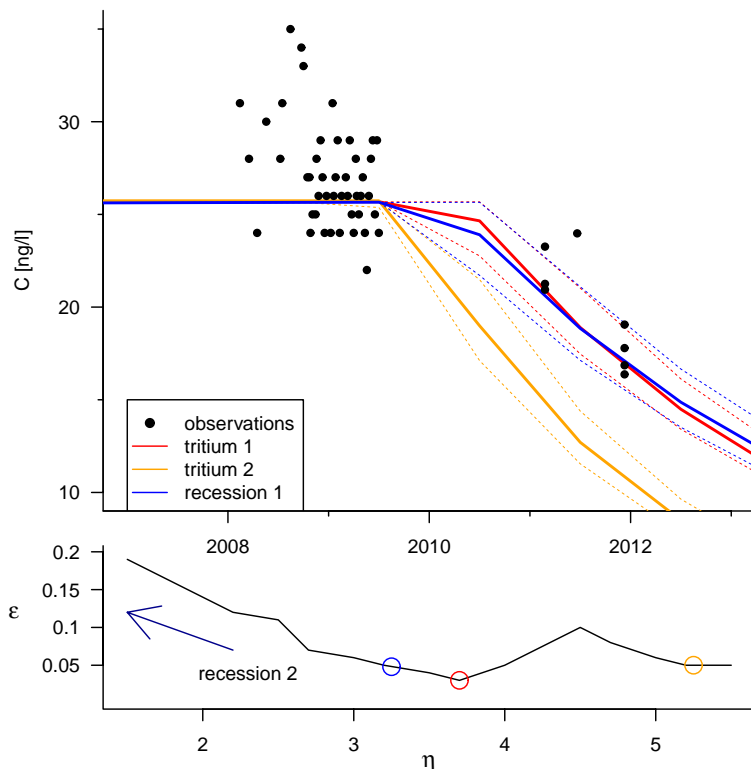 30
20
10
C [ng/l]
observations
tritium 1
tritium 2
recession 1
2008 2010 2012
0.2
0.15
0.1
0.05
ε
recession 2
2 3 4 5
η